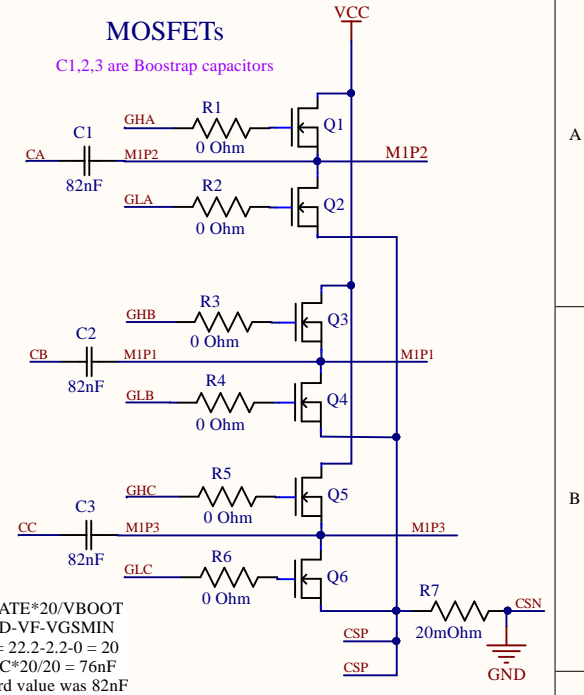 MOSFETs
VCC
C1,2,3 are Boostrap capacitors
R1
GHA
Q1
0 Ohm
C1
CA
M1P2
M1P2
82nF
R2
GLA
Q2
0 Ohm
A
R3
GHB
Q3
0 Ohm
C2
CB
M1P1
M1P1
82nF
R4
GLB
Q4
0 Ohm
R5
GHC
Q5
0 Ohm
C3
CC
M1P3
M1P3
82nF
R6
GLC
Q6
0 Ohm
B
R7
CSN
20mOhm
CSP
CSP
GND
ATE*20/VBOOT
D-VF-VGSMIN
= 22.2-2.2-0 = 20
C*20/20 = 76nF
rd value was 82nF